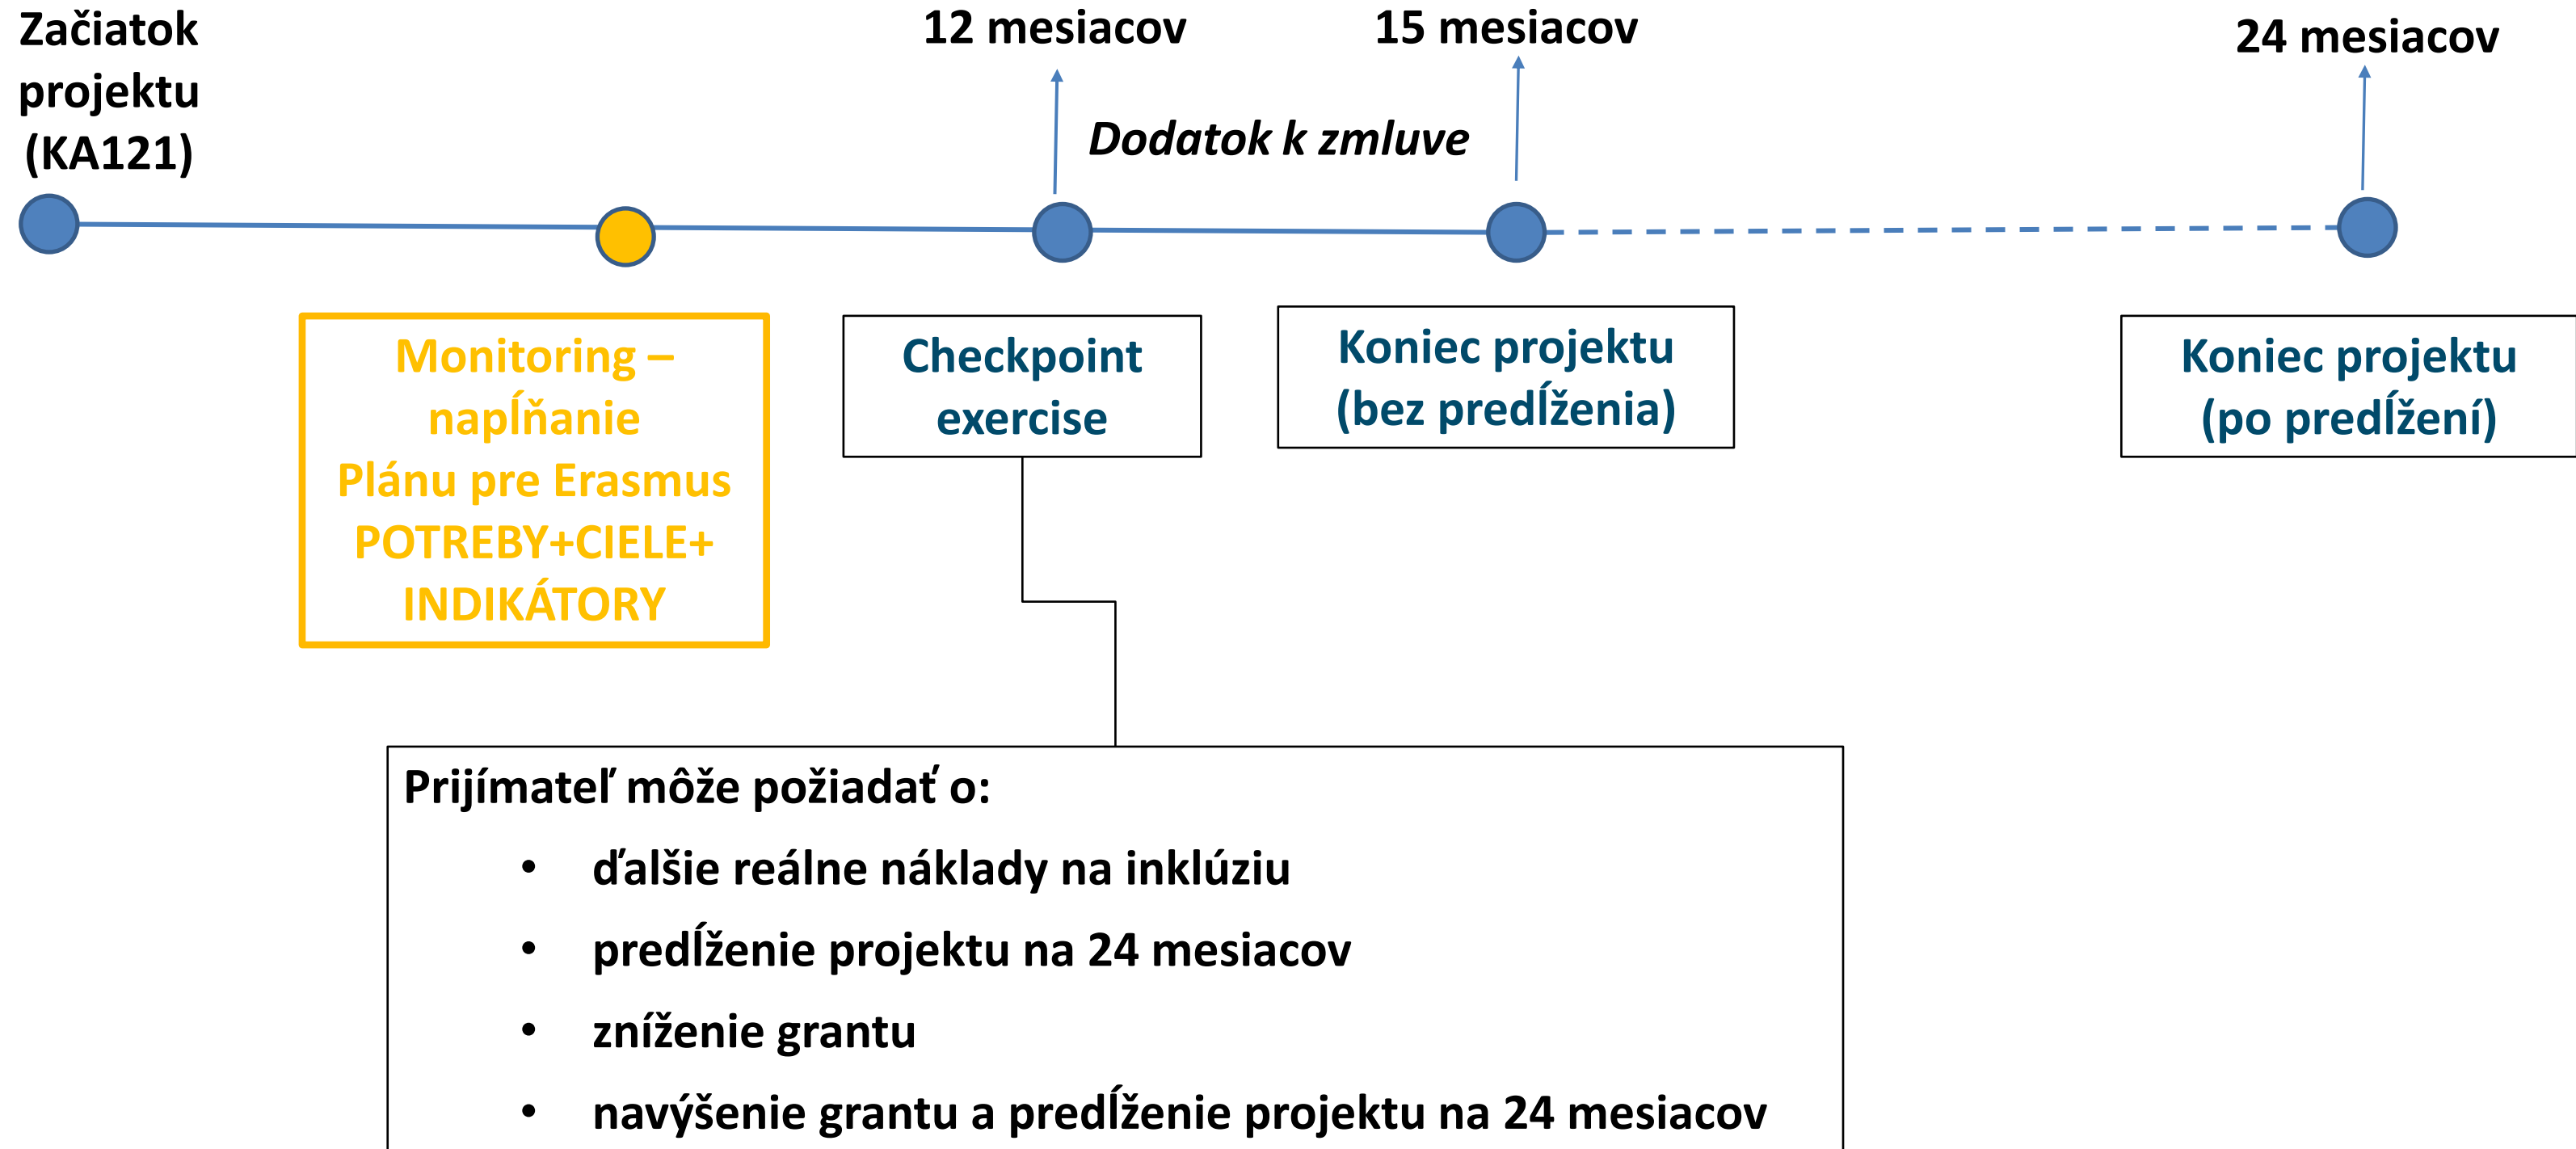 Začiatok
projektu
(KA121)
12 mesiacov
15 mesiacov
24 mesiacov
Dodatok k zmluve
Monitoring –
napĺňanie
Plánu pre Erasmus
POTREBY+CIELE+
INDIKÁTORY
Checkpoint
exercise
Koniec projektu
(bez predĺženia)
Koniec projektu
(po predĺžení)
Prijímateľ môže požiadať o:
• ďalšie reálne náklady na inklúziu
• predĺženie projektu na 24 mesiacov
• zníženie grantu
• navýšenie grantu a predĺženie projektu na 24 mesiacov